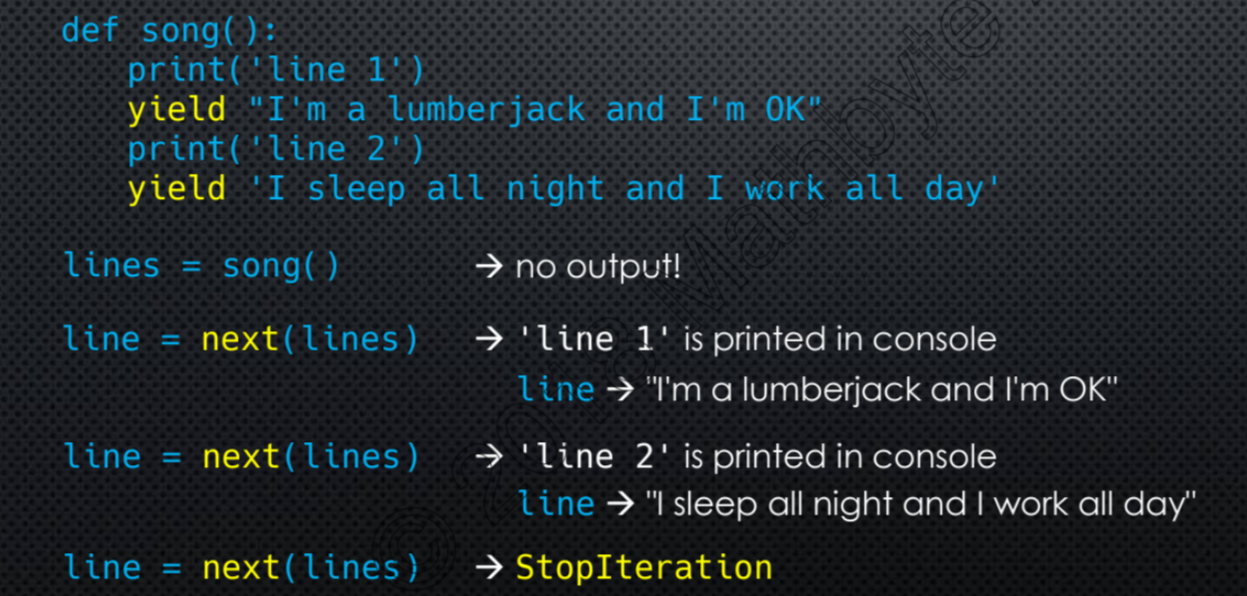 def song():
    print('line 1')
    yield "I'm a lumberjack and I'm OK"
    print('line 2')
    yield 'I sleep all night and I work all day'
lines = song() → no output!
line = next(lines) → 'line 1' is printed in console
line → "I'm a lumberjack and I'm OK"
line = next(lines) → 'line 2' is printed in console
line → "I sleep all night and I work all day"
line = next(lines) → StopIteration